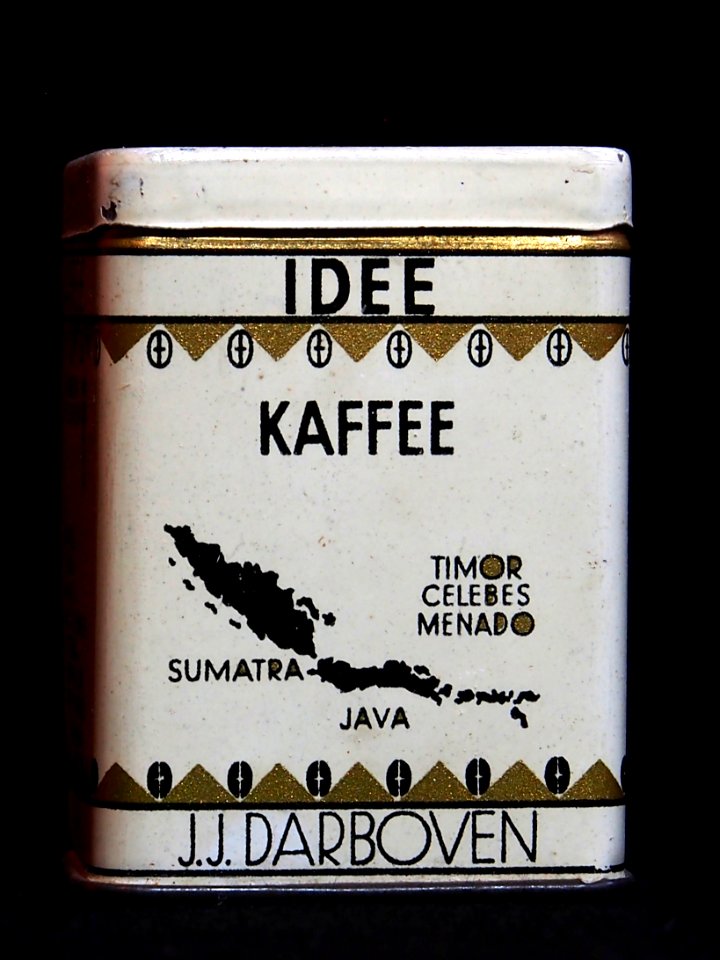 IDEE
KAFFEE
TIMOR
CELEBES
MENADO
SUMATRA
JAVA
J.J. DARBOVEN